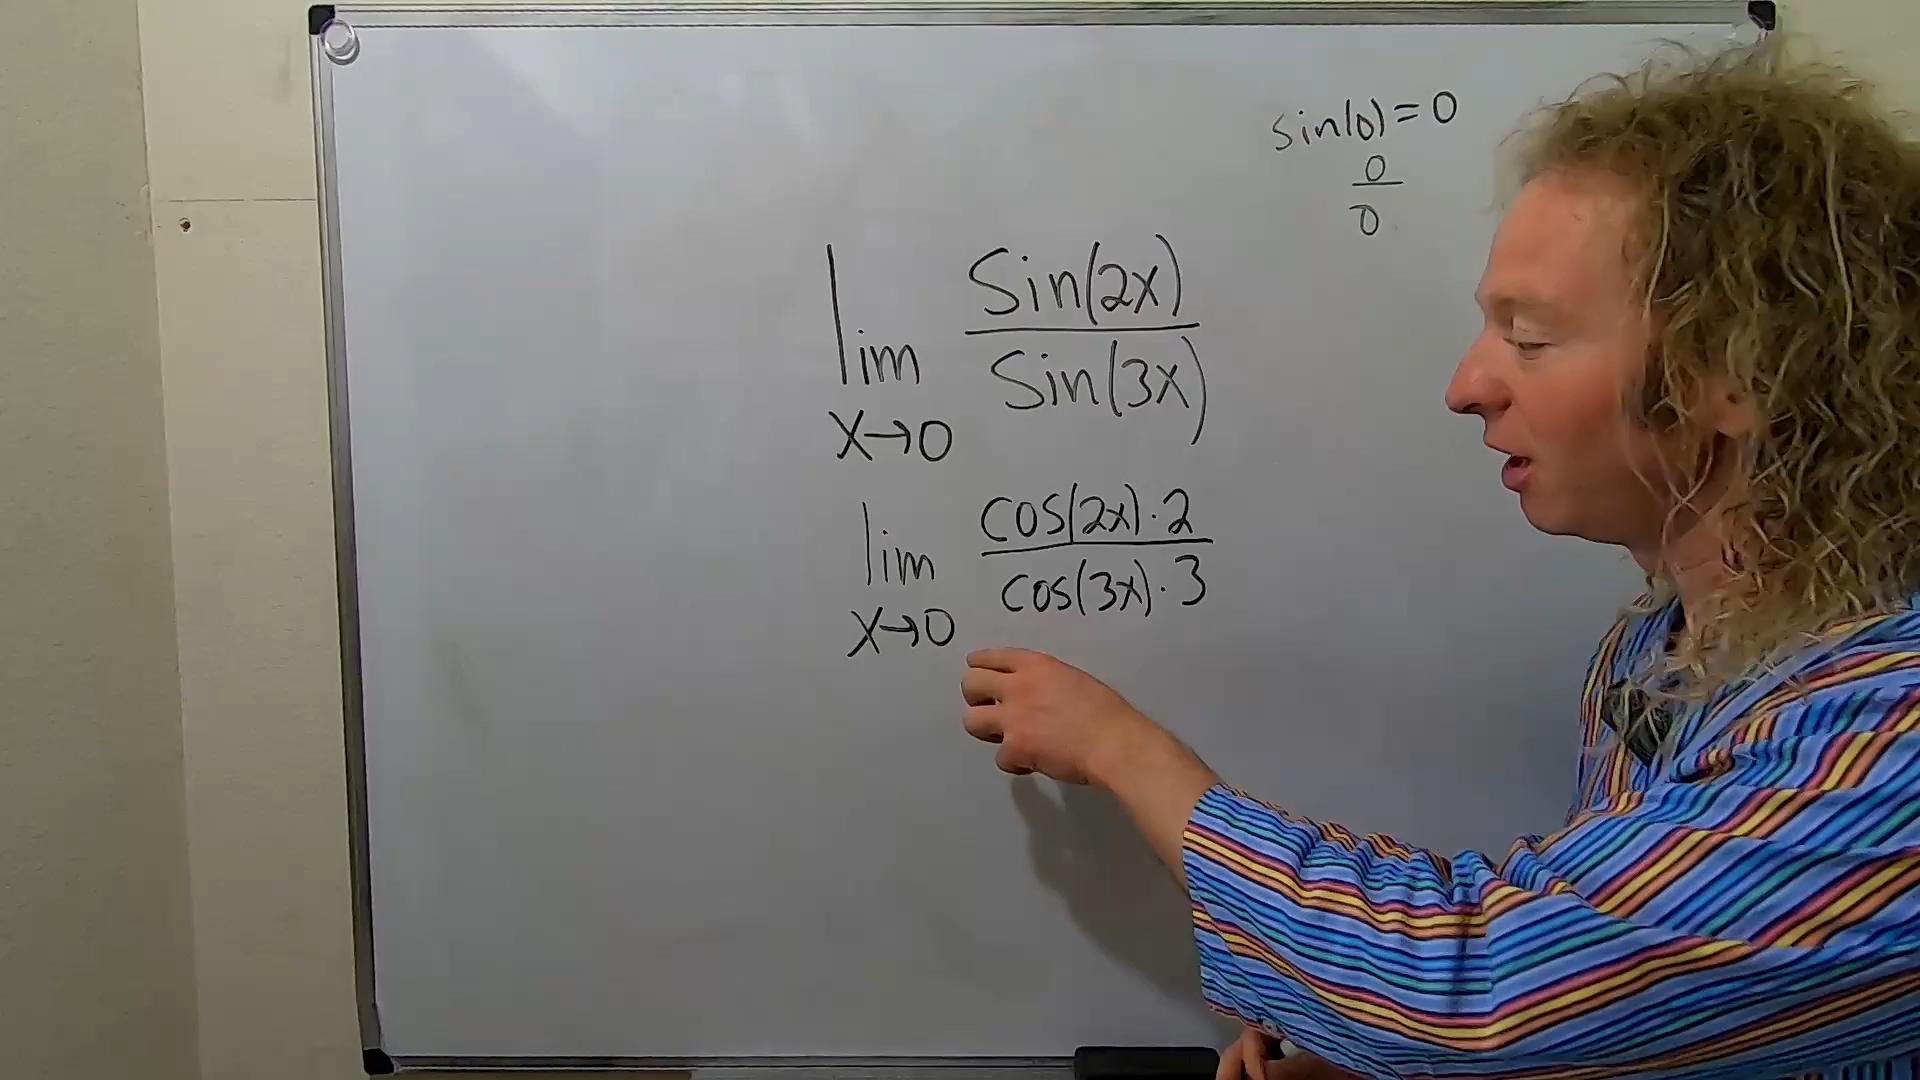 sin(0)=0
0
0
lim Sin(2x)
x→0 Sin(3x)
lim cos(2x)·2
x→0 cos(3x)·3